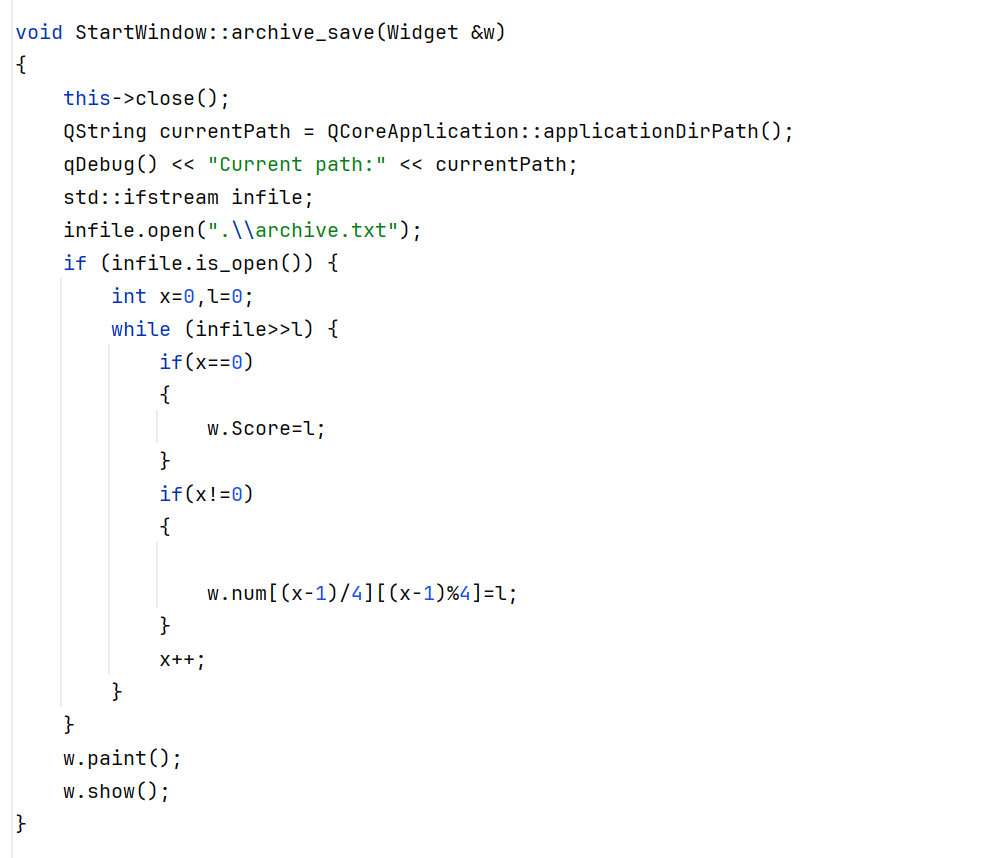 void StartWindow::archive_save(Widget &w)
{
    this->close();
    QString currentPath = QCoreApplication::applicationDirPath();
    qDebug() << "Current path:" << currentPath;
    std::ifstream infile;
    infile.open(".\\archive.txt");
    if (infile.is_open()) {
        int x=0,l=0;
        while (infile>>l) {
            if(x==0)
            {
                w.Score=l;
            }
            if(x!=0)
            {

                w.num[(x-1)/4][(x-1)%4]=l;
            }
            x++;
        }
    }
    w.paint();
    w.show();
}